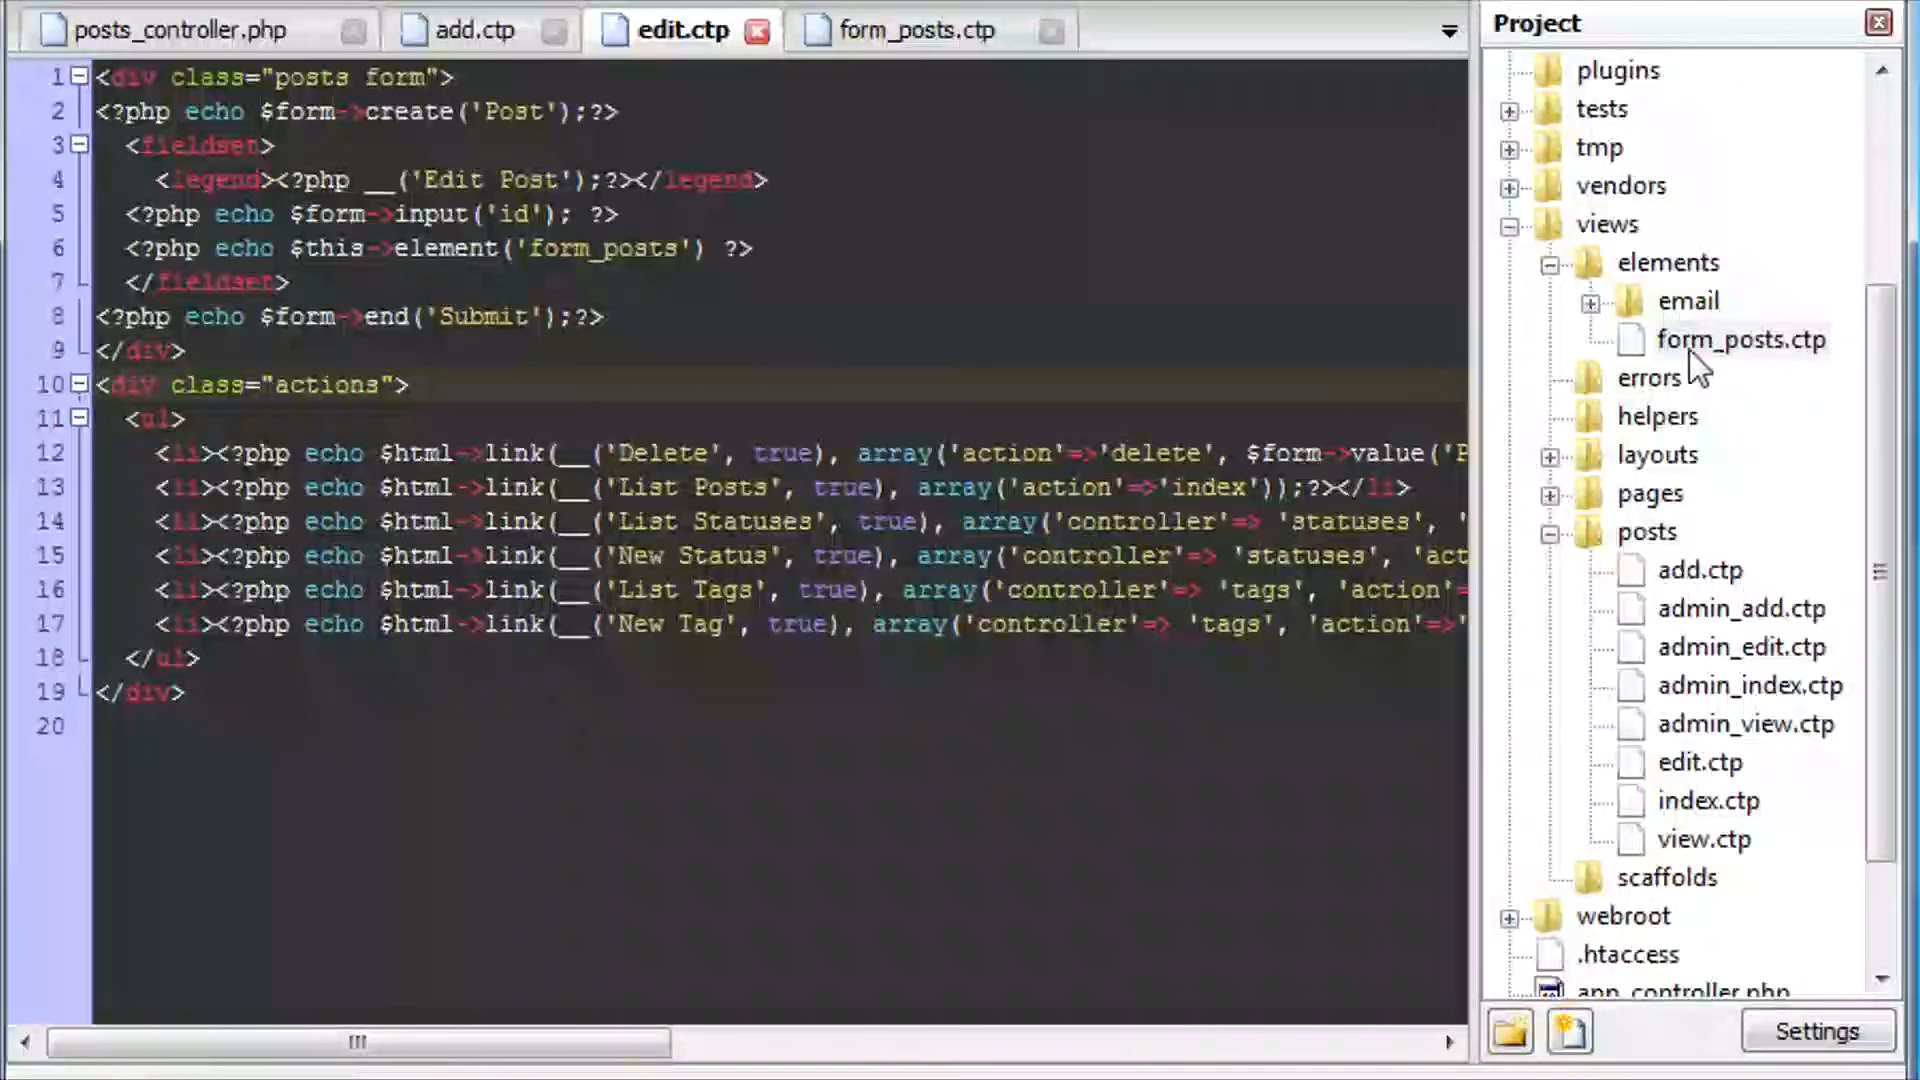 posts_controller.php
add.ctp
edit.ctp
form_posts.ctp
1 <div class="posts form">
2 <?php echo $form->create('Post');?>
3 <fieldset>
4 <legend><?php __('Edit Post');?></legend>
5 <?php echo $form->input('id'); ?>
6 <?php echo $this->element('form_posts') ?>
7 </fieldset>
8 <?php echo $form->end('Submit');?>
9 </div>
10 <div class="actions">
11 <ul>
12 <li><?php echo $html->link(__('Delete', true), array('action'=>'delete', $form->value('P
13 <li><?php echo $html->link(__('List Posts', true), array('action'=>'index'));?></li>
14 <li><?php echo $html->link(__('List Statuses', true), array('controller'=> 'statuses', '
15 <li><?php echo $html->link(__('New Status', true), array('controller'=> 'statuses', 'act
16 <li><?php echo $html->link(__('List Tags', true), array('controller'=> 'tags', 'action'=
17 <li><?php echo $html->link(__('New Tag', true), array('controller'=> 'tags', 'action'=>'
18 </ul>
19 </div>
20
Project
plugins
tests
tmp
vendors
views
elements
email
form_posts.ctp
errors
helpers
layouts
pages
posts
add.ctp
admin_add.ctp
admin_edit.ctp
admin_index.ctp
admin_view.ctp
edit.ctp
index.ctp
view.ctp
scaffolds
webroot
.htaccess
app_controller.php
Settings